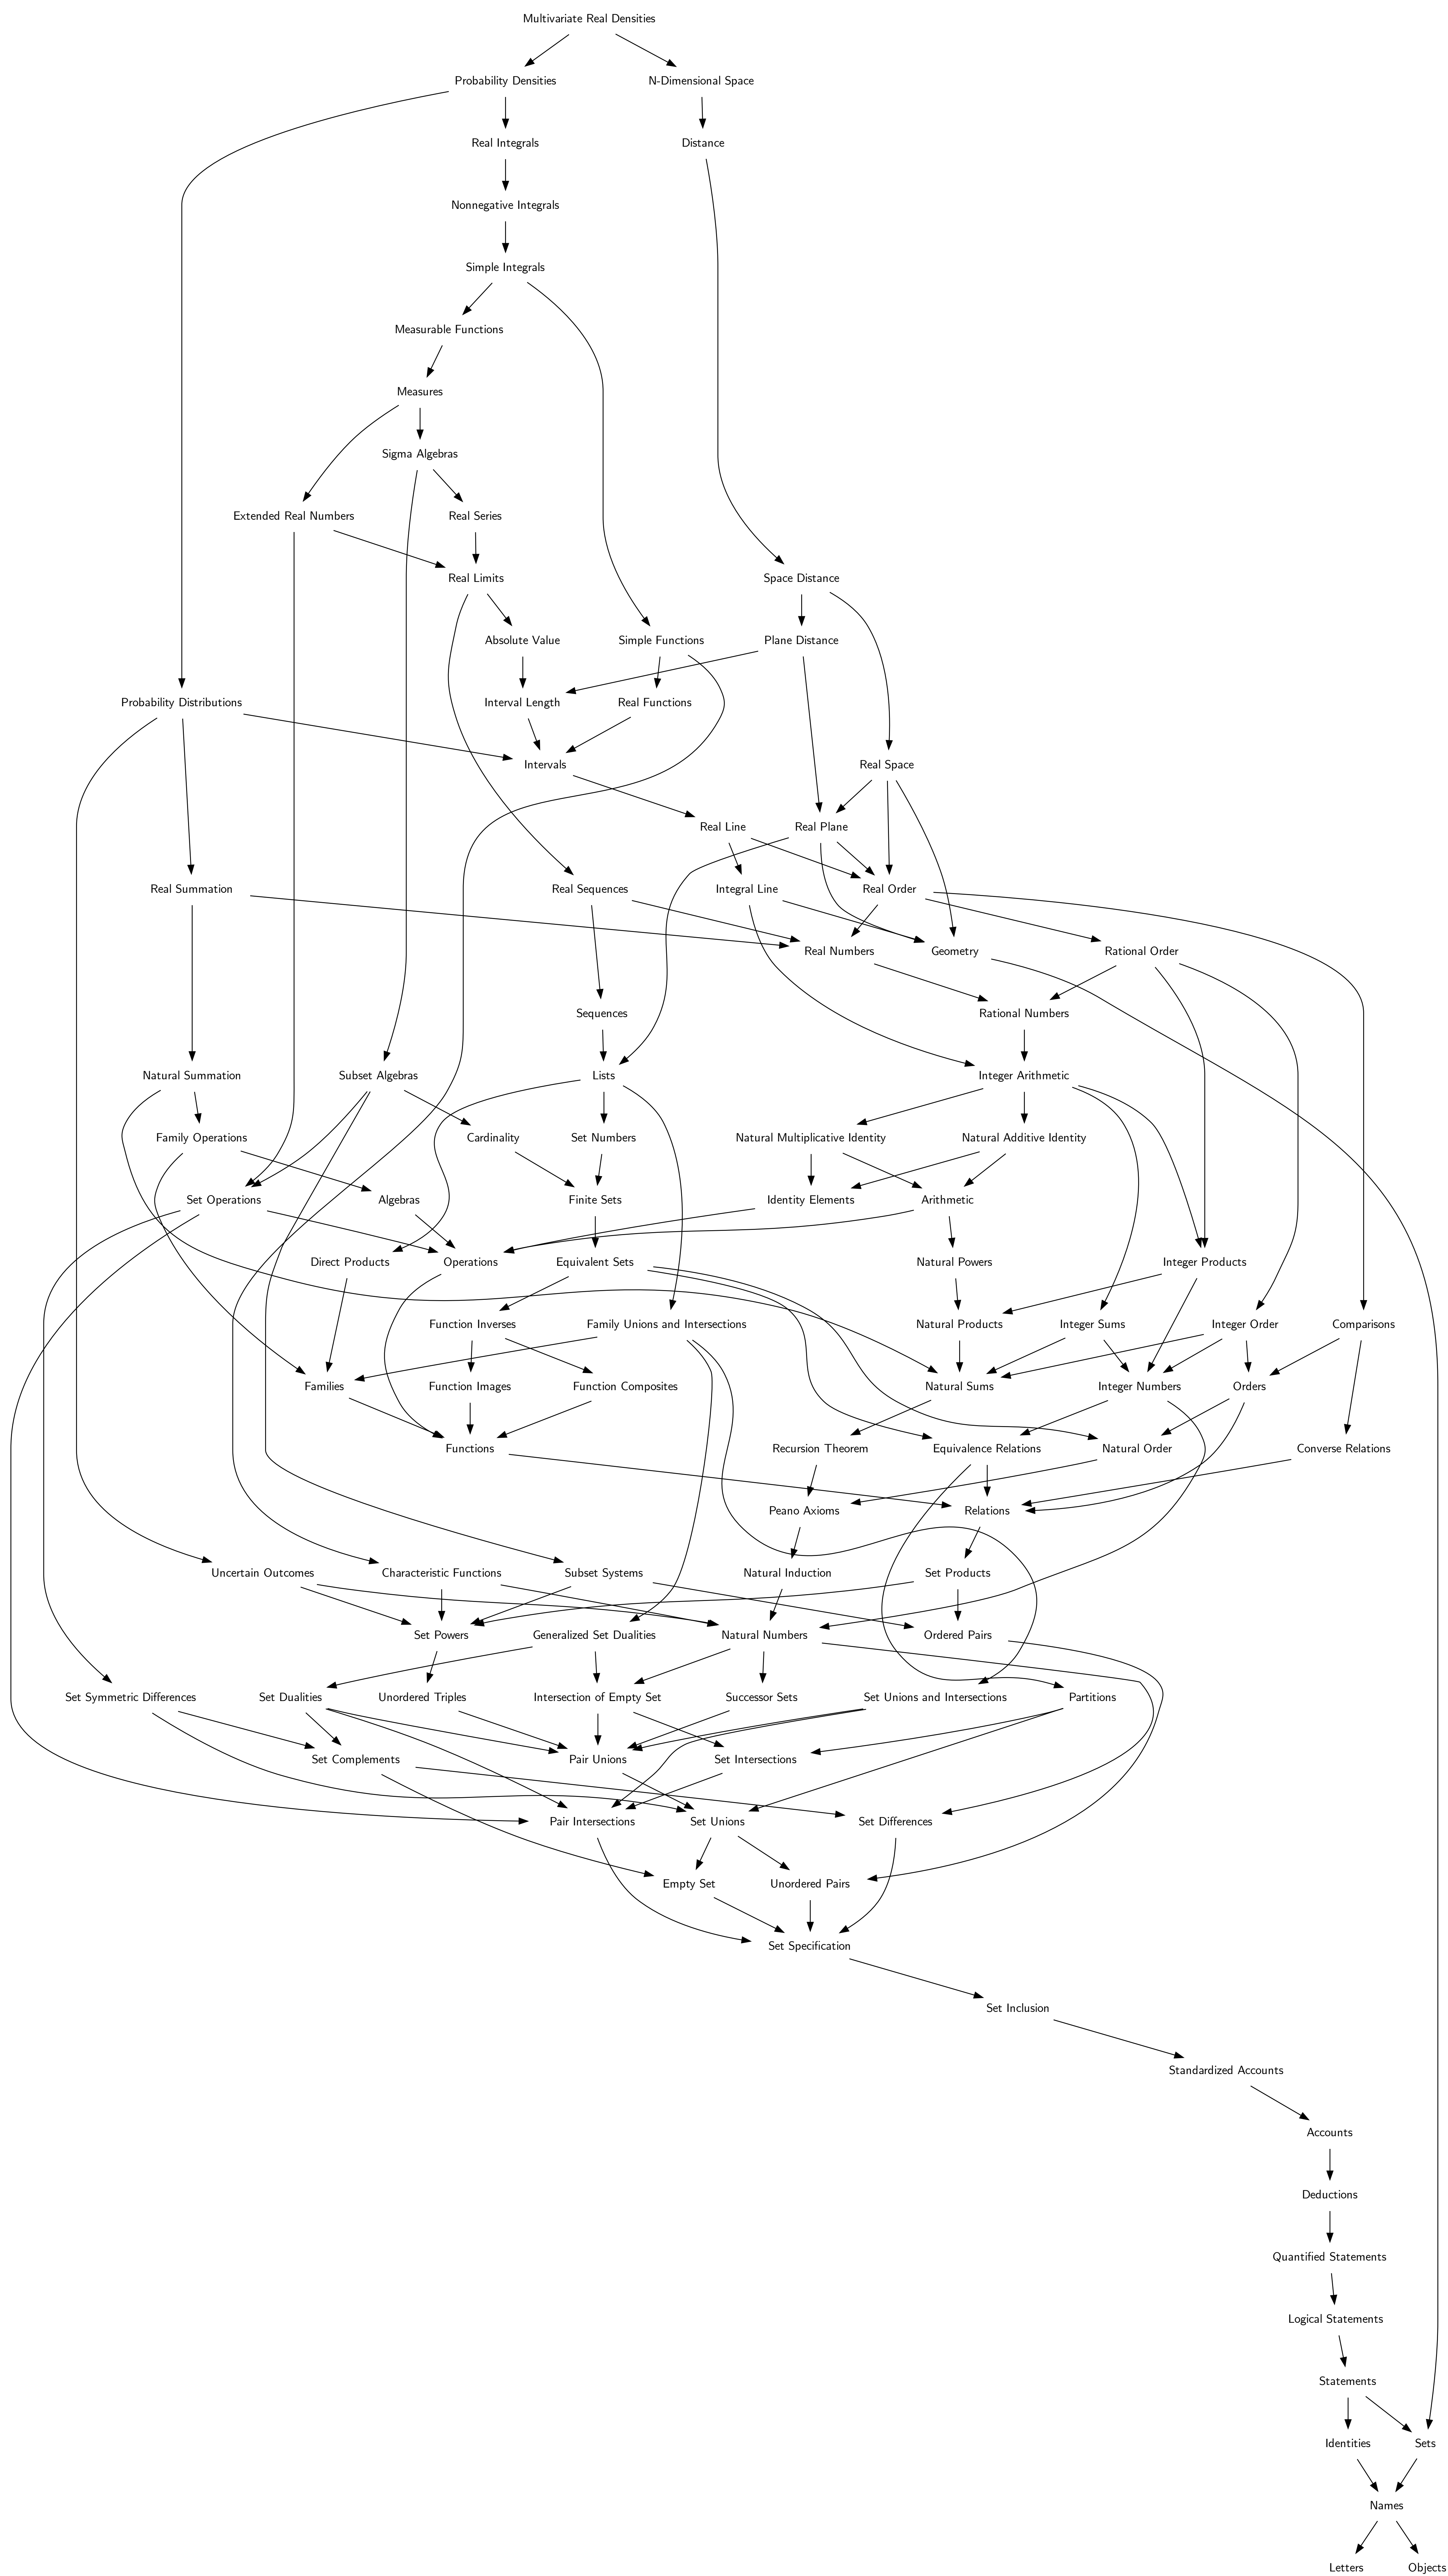 Multivariate Real Densities
Probability Densities
N-Dimensional Space
Real Integrals
Distance
Nonnegative Integrals
Simple Integrals
Measurable Functions
Measures
Sigma Algebras
Extended Real Numbers
Real Series
Real Limits
Space Distance
Absolute Value
Simple Functions
Plane Distance
Probability Distributions
Interval Length
Real Functions
Intervals
Real Space
Real Line
Real Plane
Real Summation
Real Sequences
Integral Line
Real Order
Real Numbers
Geometry
Rational Order
Sequences
Rational Numbers
Natural Summation
Subset Algebras
Lists
Integer Arithmetic
Family Operations
Cardinality
Set Numbers
Natural Multiplicative Identity
Natural Additive Identity
Set Operations
Algebras
Finite Sets
Identity Elements
Arithmetic
Direct Products
Operations
Equivalent Sets
Natural Powers
Integer Products
Function Inverses
Family Unions and Intersections
Natural Products
Integer Sums
Integer Order
Comparisons
Families
Function Images
Function Composites
Natural Sums
Integer Numbers
Orders
Functions
Recursion Theorem
Equivalence Relations
Natural Order
Converse Relations
Peano Axioms
Relations
Uncertain Outcomes
Characteristic Functions
Subset Systems
Natural Induction
Set Products
Set Powers
Generalized Set Dualities
Natural Numbers
Ordered Pairs
Set Symmetric Differences
Set Dualities
Unordered Triples
Intersection of Empty Set
Successor Sets
Set Unions and Intersections
Partitions
Set Complements
Pair Unions
Set Intersections
Pair Intersections
Set Unions
Set Differences
Empty Set
Unordered Pairs
Set Specification
Set Inclusion
Standardized Accounts
Accounts
Deductions
Quantified Statements
Logical Statements
Statements
Identities
Sets
Names
Letters
Objects